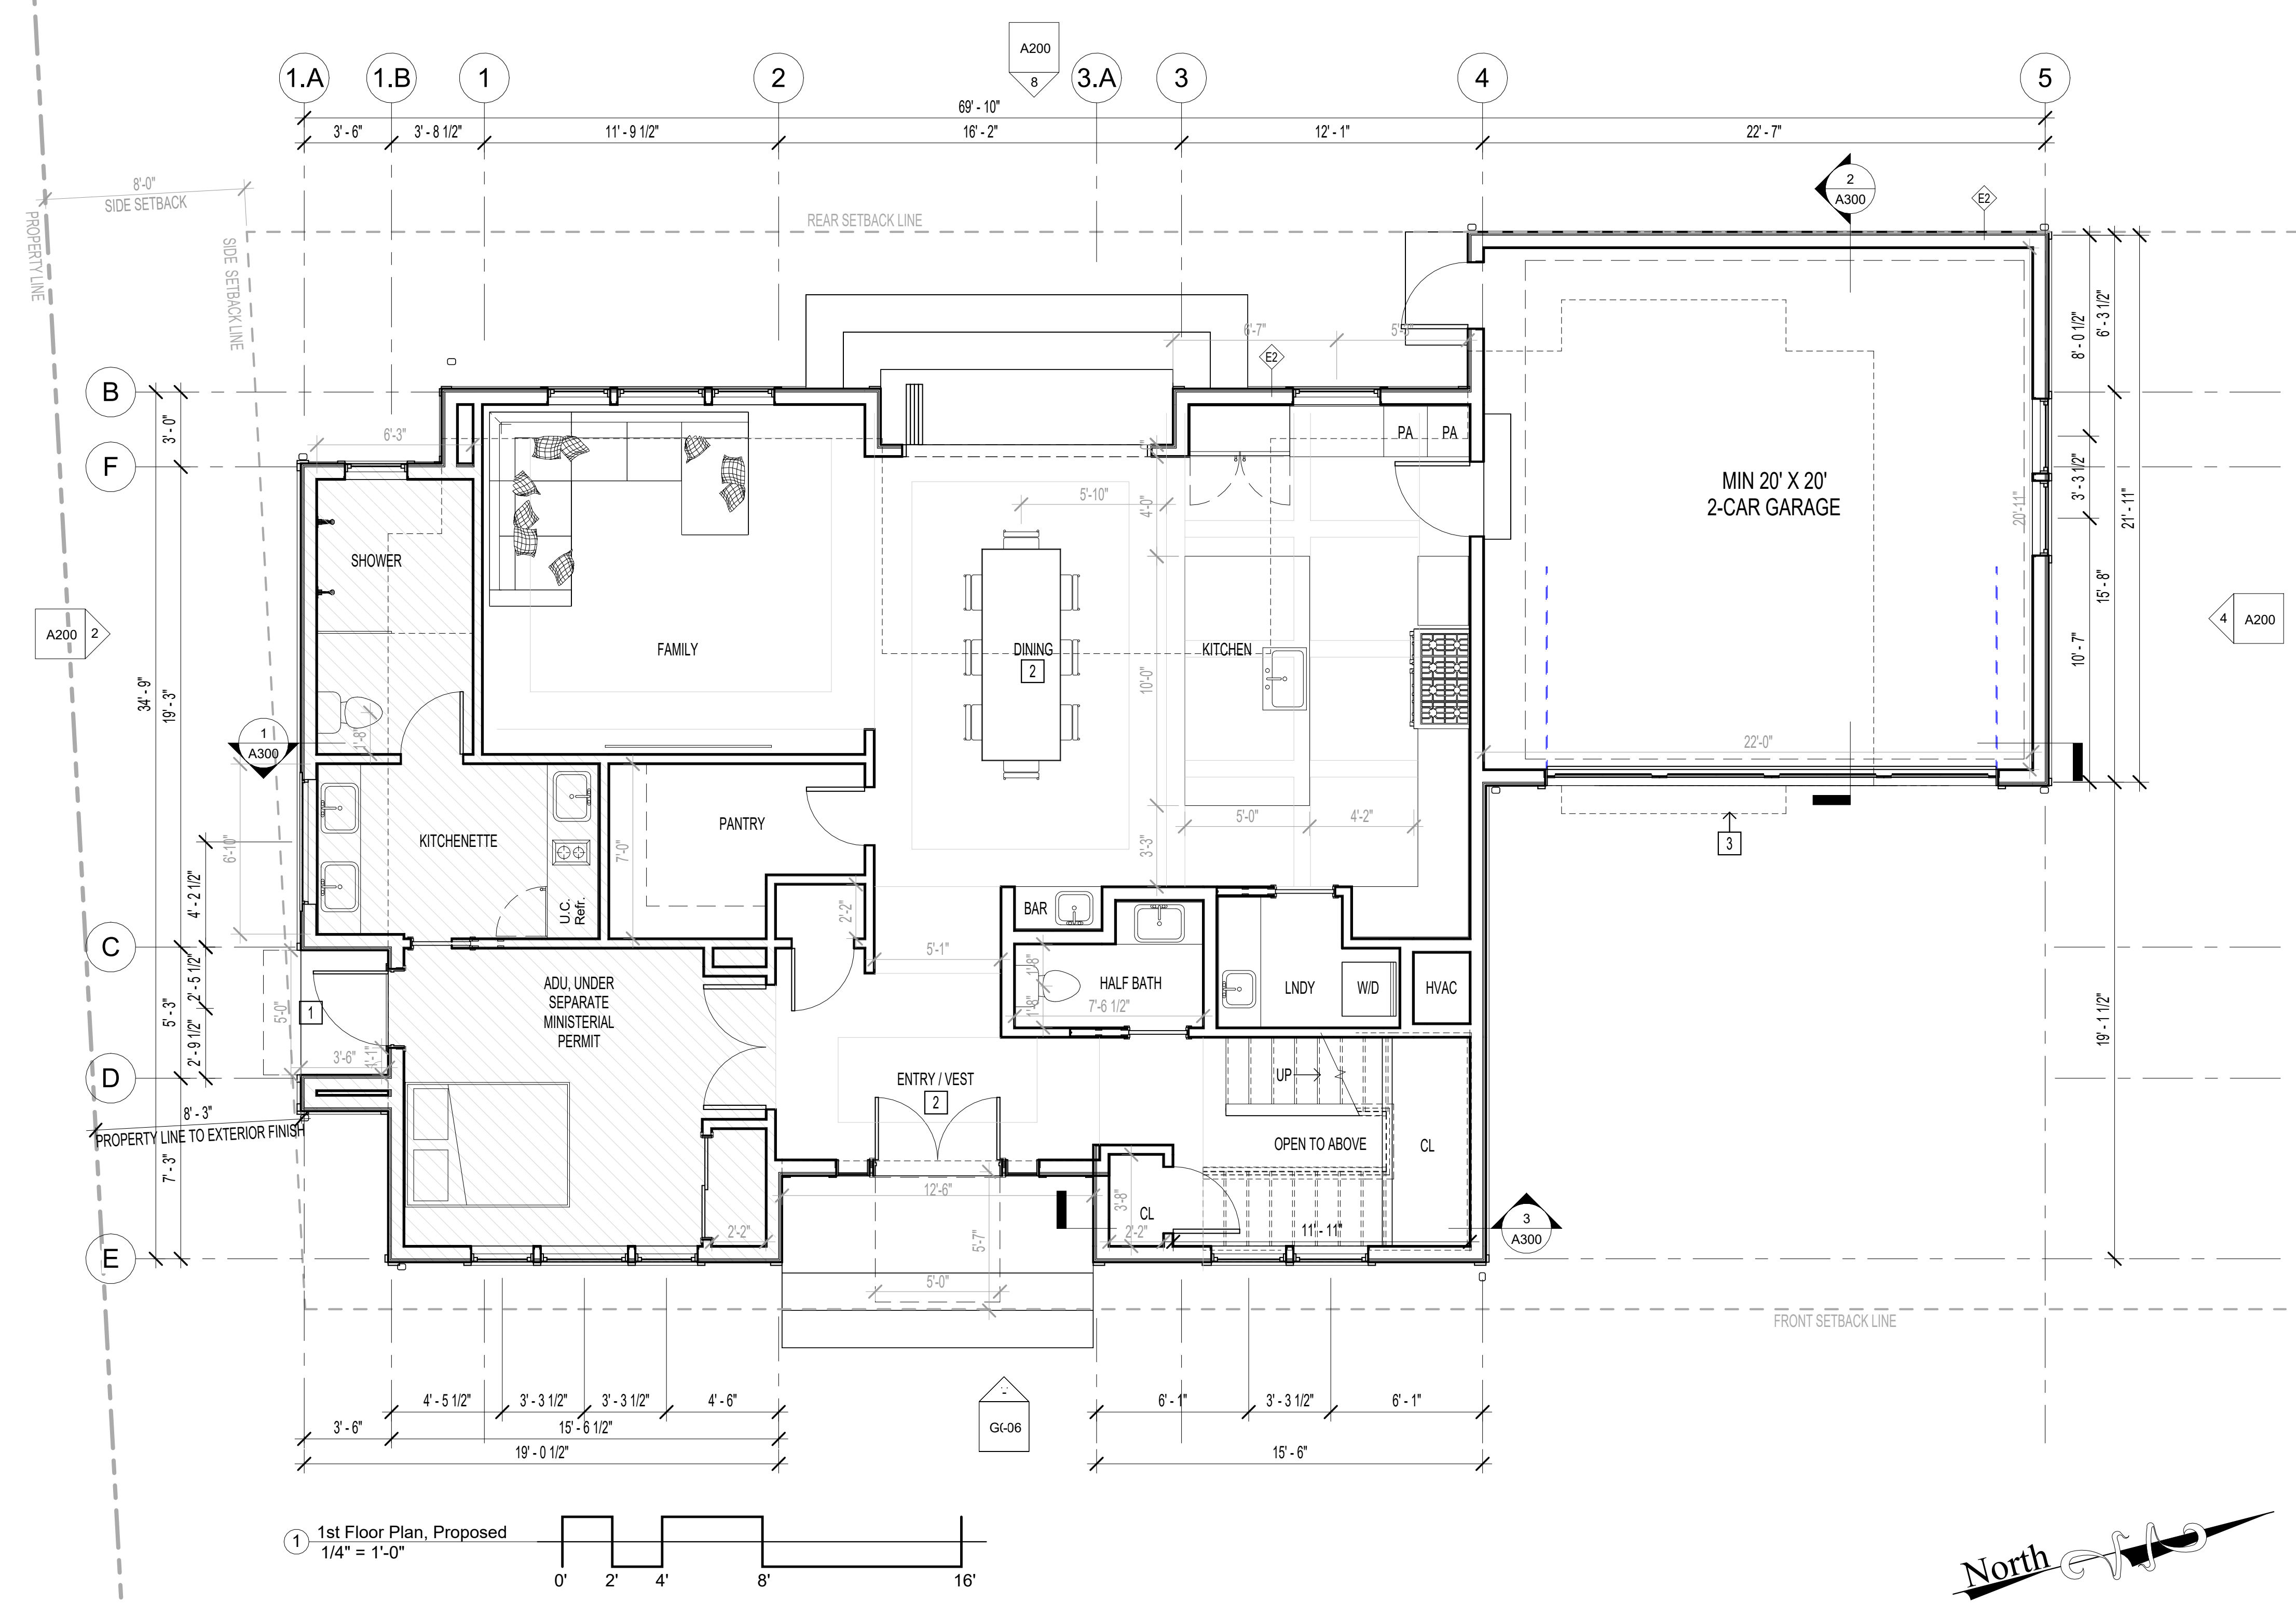 A200
8
1.A
1.B
1
2
3.A
3
4
5
69' - 10"
3' - 6"
3' - 8 1/2"
11' - 9 1/2"
16' - 2"
12' - 1"
22' - 7"
8'-0"
SIDE SETBACK
PROPERTY LINE
SIDE SETBACK LINE
REAR SETBACK LINE
2
A300
E2
6'-7"
E2
8' - 0 1/2"
6' - 3 1/2"
B
3' - 0"
F
6'-3"
PA
PA
5'-10"
4'-0"
MIN 20' X 20'
2-CAR GARAGE
20'-11"
3' - 3 1/2"
21' - 11"
15' - 8"
10' - 7"
SHOWER
A200
2
4
A200
FAMILY
DINING
2
KITCHEN
10'-0"
34' - 9"
19' - 3"
1
A300
1'-8"
22'-0"
KITCHENETTE
PANTRY
7'-0"
6'-10"
5'-0"
4'-2"
3'-3"
3
4' - 2 1/2"
U.C.
Refr.
2'-2"
BAR
C
5'-1"
2' - 5 1/2"
5' - 3"
2' - 9 1/2"
ADU, UNDER
SEPARATE
MINISTERIAL
PERMIT
1'-8"
1'-8"
HALF BATH
7'-6 1/2"
LNDY
W/D
HVAC
1
5'-0"
3'-6"
1'-1"
19' - 1 1/2"
D
ENTRY / VEST
2
UP
8' - 3"
PROPERTY LINE TO EXTERIOR FINISH
7' - 3"
OPEN TO ABOVE
CL
12'-6"
3'-8"
CL
2'-2"
11' - 11"
2'-2"
5'-7"
3
A300
E
5'-0"
FRONT SETBACK LINE
4' - 5 1/2"
3' - 3 1/2"
3' - 3 1/2"
4' - 6"
6' - 1"
3' - 3 1/2"
6' - 1"
3' - 6"
15' - 6 1/2"
19' - 0 1/2"
15' - 6"
1
1st Floor Plan, Proposed
1/4" = 1'-0"
0'
2'
4'
8'
16'
North